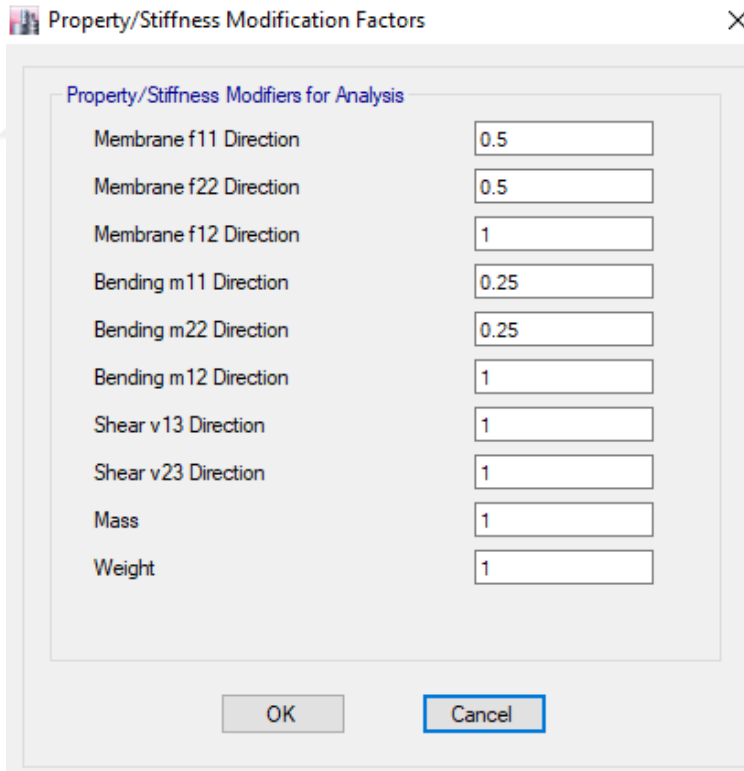 Property/Stiffness Modification Factors
Property/Stiffness Modifiers for Analysis
Membrane f11 Direction 0.5
Membrane f22 Direction 0.5
Membrane f12 Direction 1
Bending m11 Direction 0.25
Bending m22 Direction 0.25
Bending m12 Direction 1
Shear v13 Direction 1
Shear v23 Direction 1
Mass 1
Weight 1
OK Cancel